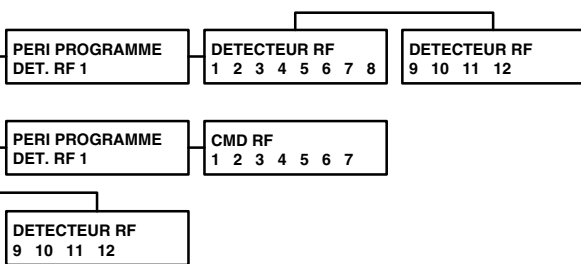 PERI PROGRAMME
DET. RF 1
DETECTEUR RF
1 2 3 4 5 6 7 8
DETECTEUR RF
9 10 11 12
PERI PROGRAMME
DET. RF 1
CMD RF
1 2 3 4 5 6 7
DETECTEUR RF
9 10 11 12